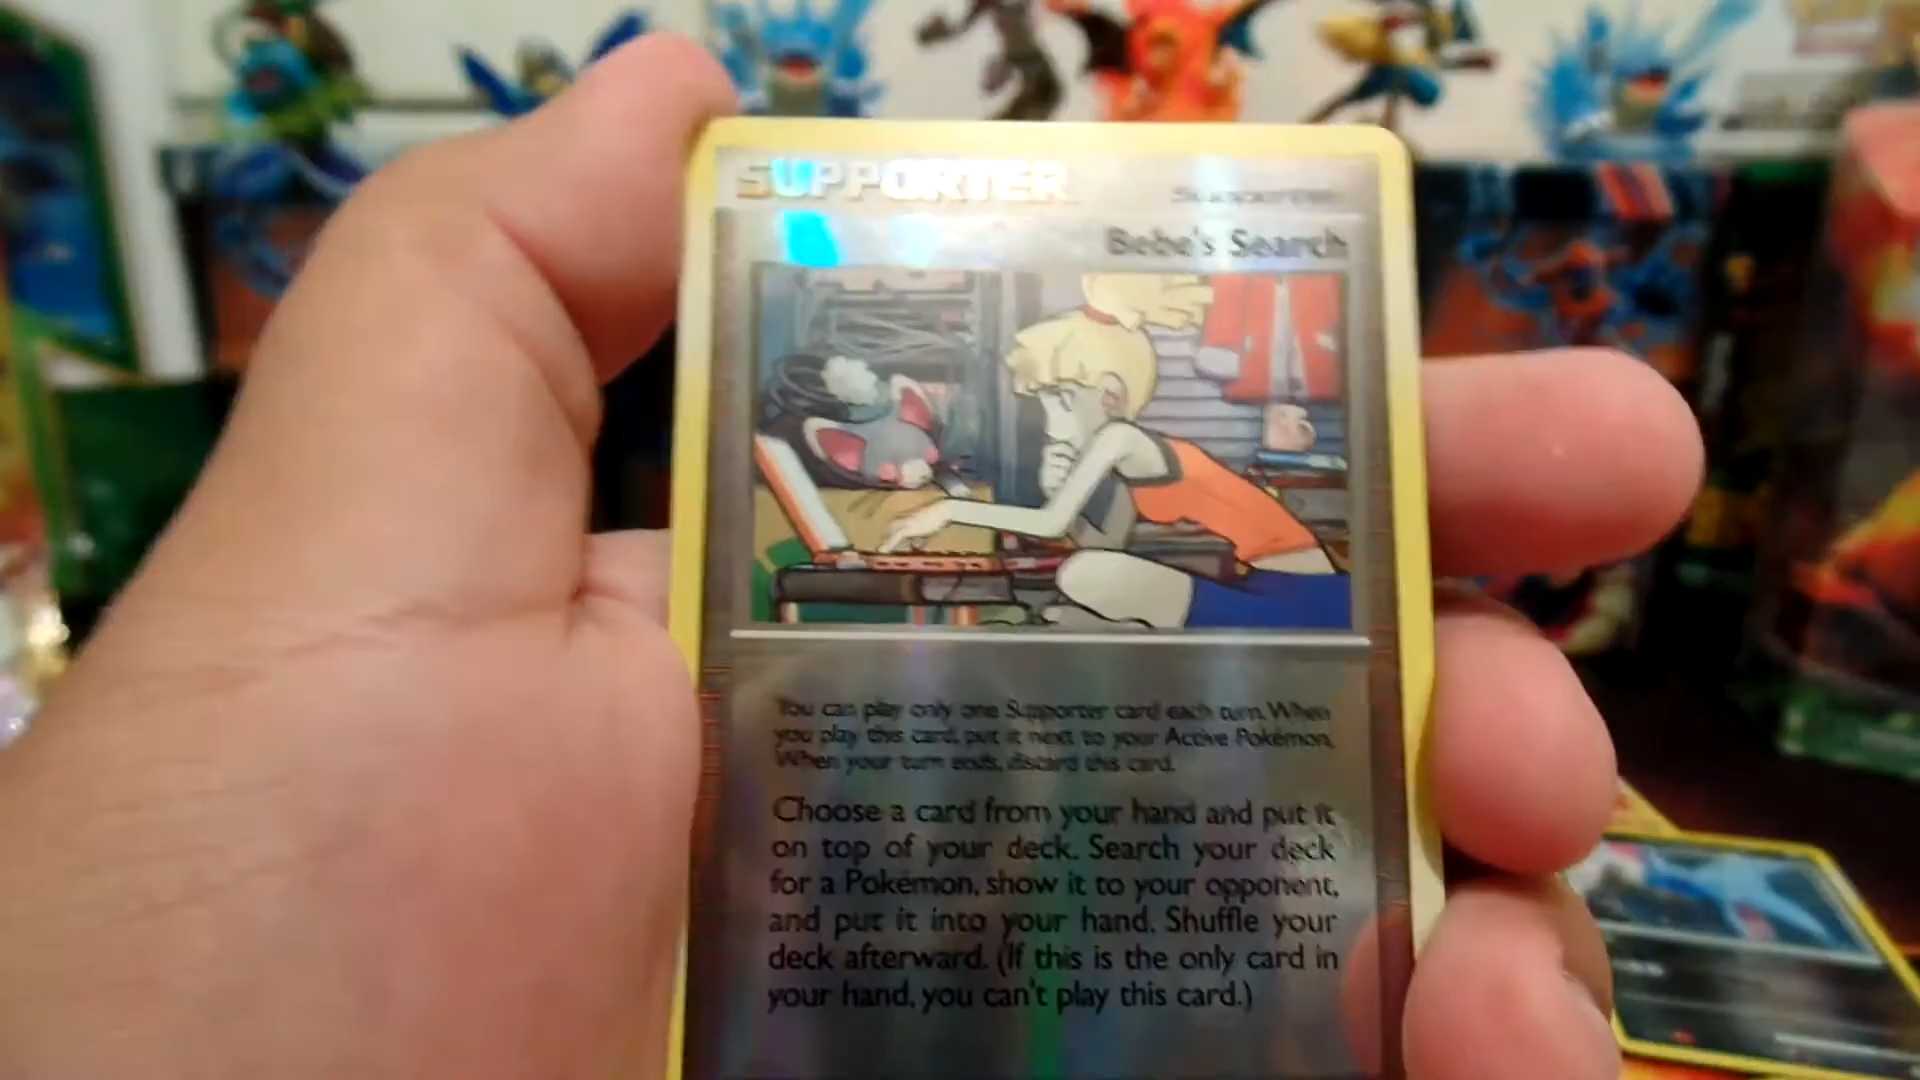 SUPPORTER
Supporter
Bebe's Search
You can play only one Supporter card each turn. When
you play this card, put it next to your Active Pokémon.
When your turn ends, discard this card.
Choose a card from your hand and put it
on top of your deck. Search your deck
for a Pokémon, show it to your opponent,
and put it into your hand. Shuffle your
deck afterward. (If this is the only card in
your hand, you can't play this card.)